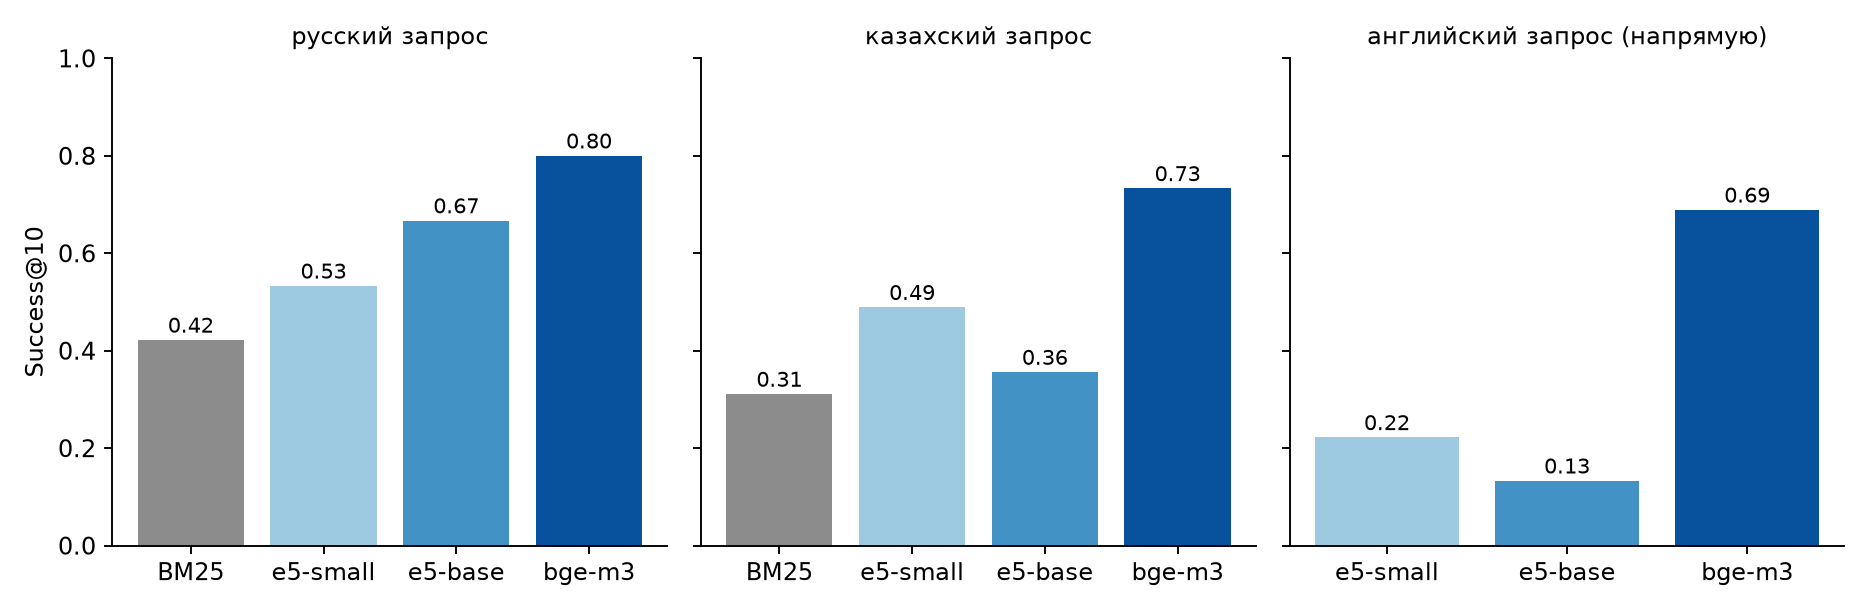 русский запрос
казахский запрос
английский запрос (напрямую)
Success@10
1.0
0.8
0.6
0.4
0.2
0.0
0.42
0.53
0.67
0.80
0.31
0.49
0.36
0.73
0.22
0.13
0.69
BM25 e5-small e5-base bge-m3
BM25 e5-small e5-base bge-m3
e5-small e5-base bge-m3